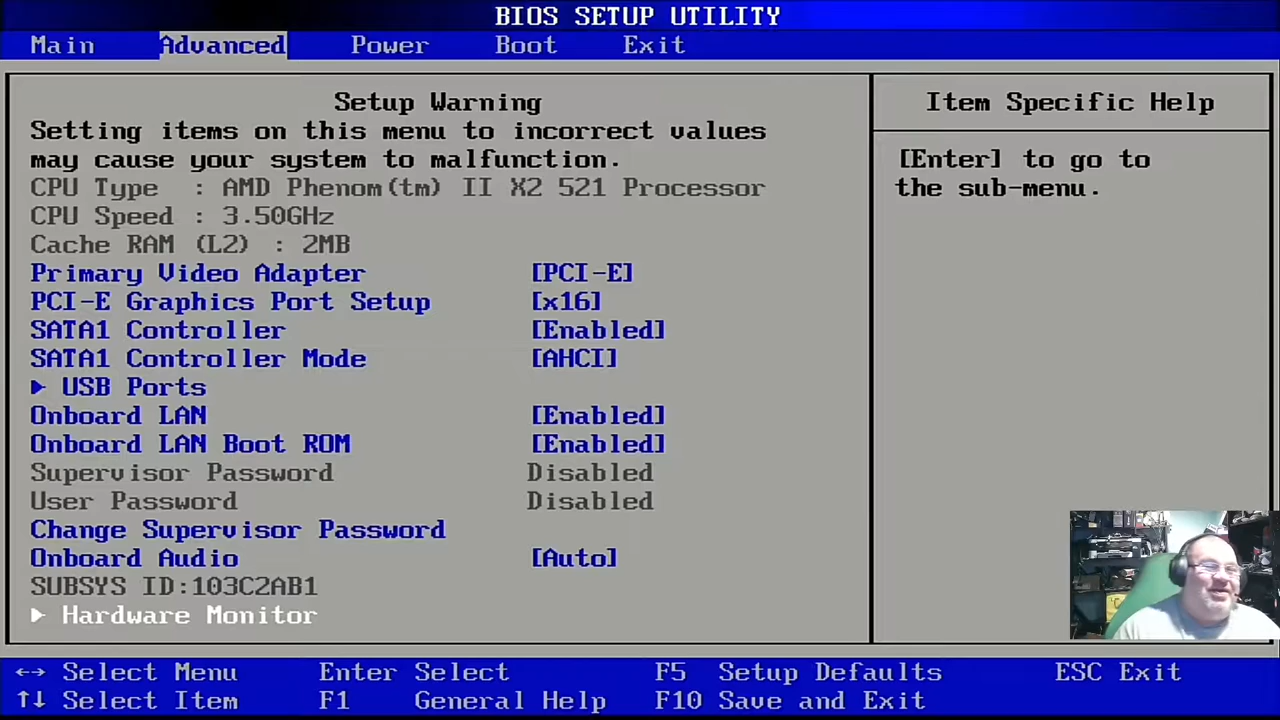 BIOS SETUP UTILITY
Main Advanced Power Boot Exit
Setup Warning
Setting items on this menu to incorrect values
may cause your system to malfunction.
CPU Type : AMD Phenom(tm) II X2 521 Processor
CPU Speed : 3.50GHz
Cache RAM (L2) : 2MB
Primary Video Adapter [PCI-E]
PCI-E Graphics Port Setup [x16]
SATA1 Controller [Enabled]
SATA1 Controller Mode [AHCI]
▶ USB Ports
Onboard LAN [Enabled]
Onboard LAN Boot ROM [Enabled]
Supervisor Password Disabled
User Password Disabled
Change Supervisor Password
Onboard Audio [Auto]
SUBSYS ID:103C2AB1
▶ Hardware Monitor
Item Specific Help
[Enter] to go to
the sub-menu.
↔ Select Menu Enter Select F5 Setup Defaults ESC Exit
↑↓ Select Item F1 General Help F10 Save and Exit